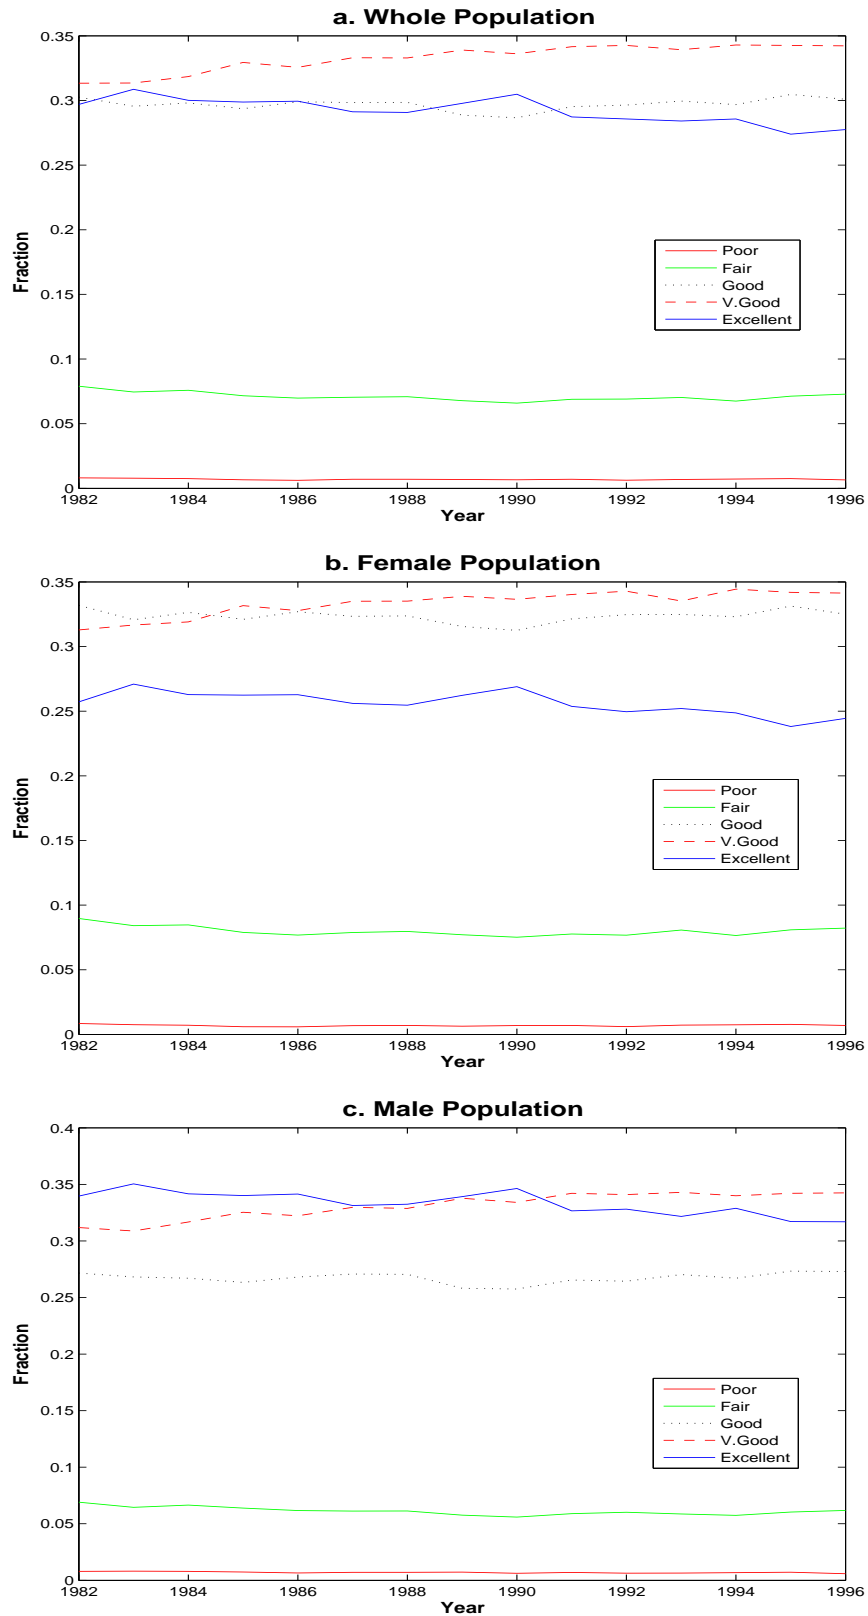 a. Whole Population
0.35
0.3
0.25
0.2
0.15
0.1
0.05
0
Fraction
Poor
Fair
Good
V.Good
Excellent
1982 1984 1986 1988 1990 1992 1994 1996
Year
b. Female Population
0.35
0.3
0.25
0.2
0.15
0.1
0.05
0
Fraction
Poor
Fair
Good
V.Good
Excellent
1982 1984 1986 1988 1990 1992 1994 1996
Year
c. Male Population
0.4
0.35
0.3
0.25
0.2
0.15
0.1
0.05
0
Fraction
Poor
Fair
Good
V.Good
Excellent
1982 1984 1986 1988 1990 1992 1994 1996
Year